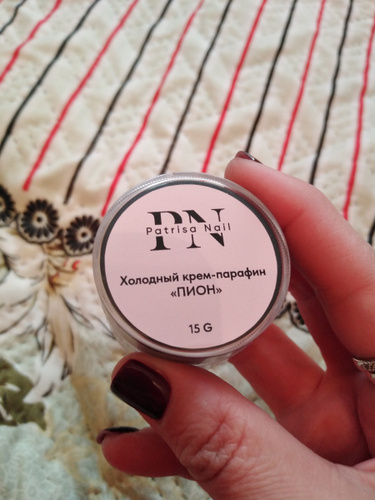 PN
Patrisa Nail
Холодный крем-парафин
«ПИОН»
15 G